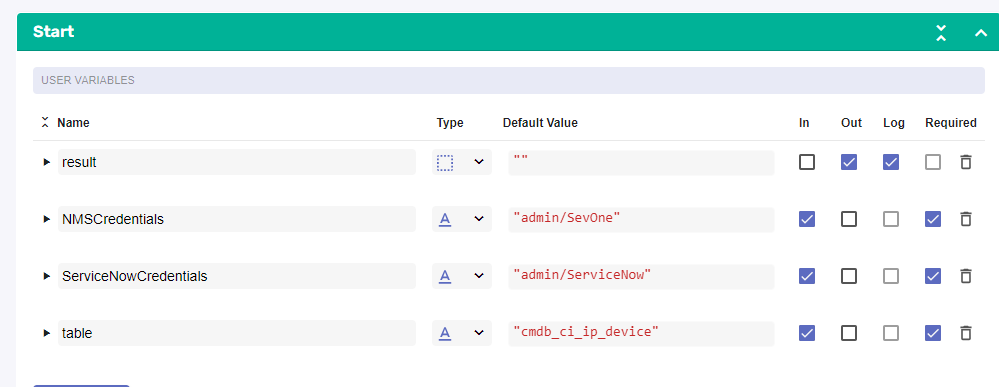 Start
USER VARIABLES
Name Type Default Value In Out Log Required
result ""
NMSCredentials A "admin/SevOne"
ServiceNowCredentials A "admin/ServiceNow"
table A "cmdb_ci_ip_device"